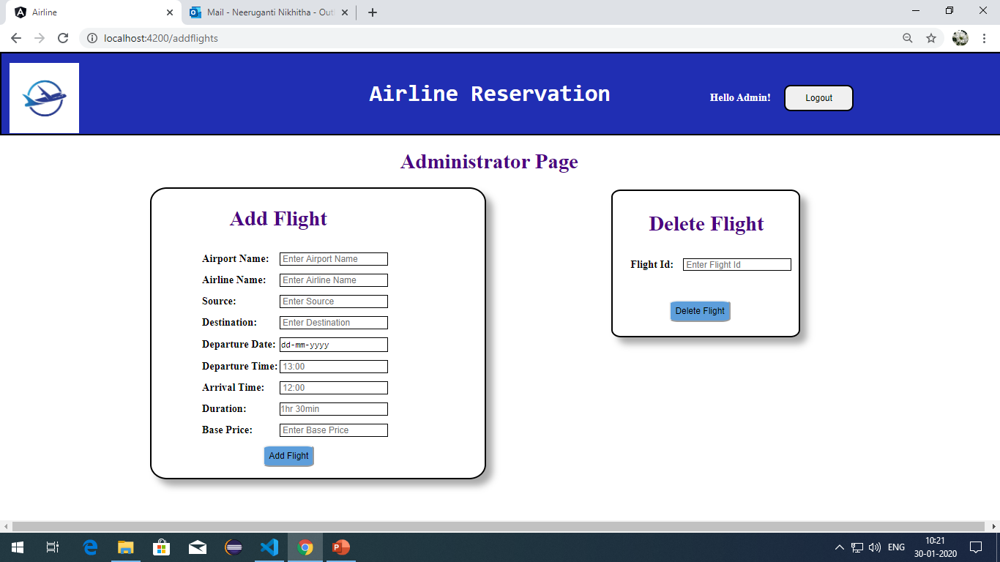 Airline
Mail - Neeruganti Nikhitha - Outl
localhost:4200/addflights
Airline Reservation
Hello Admin!
Logout
Administrator Page
Add Flight
Airport Name: Enter Airport Name
Airline Name: Enter Airline Name
Source: Enter Source
Destination: Enter Destination
Departure Date: dd-mm-yyyy
Departure Time: 13:00
Arrival Time: 12:00
Duration: 1hr 30min
Base Price: Enter Base Price
Add Flight
Delete Flight
Flight Id: Enter Flight Id
Delete Flight
ENG
10:21
30-01-2020